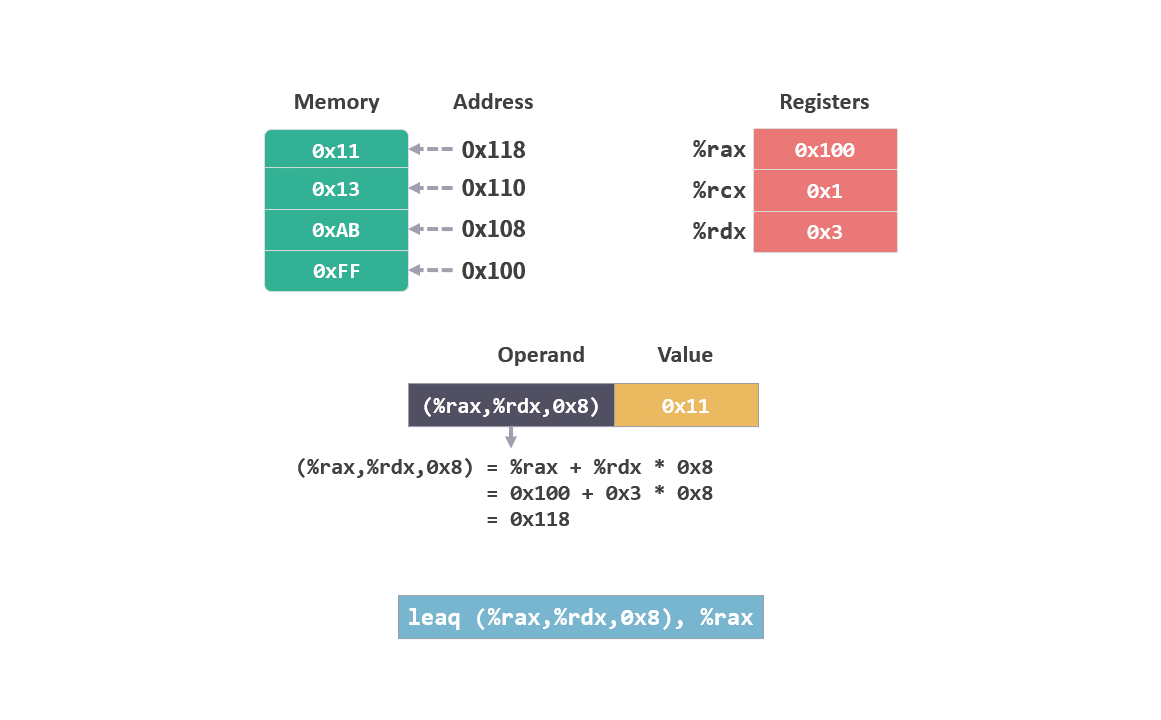 Memory Address Registers
0x11 0x118 %rax 0x100
0x13 0x110 %rcx 0x1
0xAB 0x108 %rdx 0x3
0xFF 0x100
Operand Value
(%rax,%rdx,0x8) 0x11
(%rax,%rdx,0x8) = %rax + %rdx * 0x8
= 0x100 + 0x3 * 0x8
= 0x118
leaq (%rax,%rdx,0x8), %rax